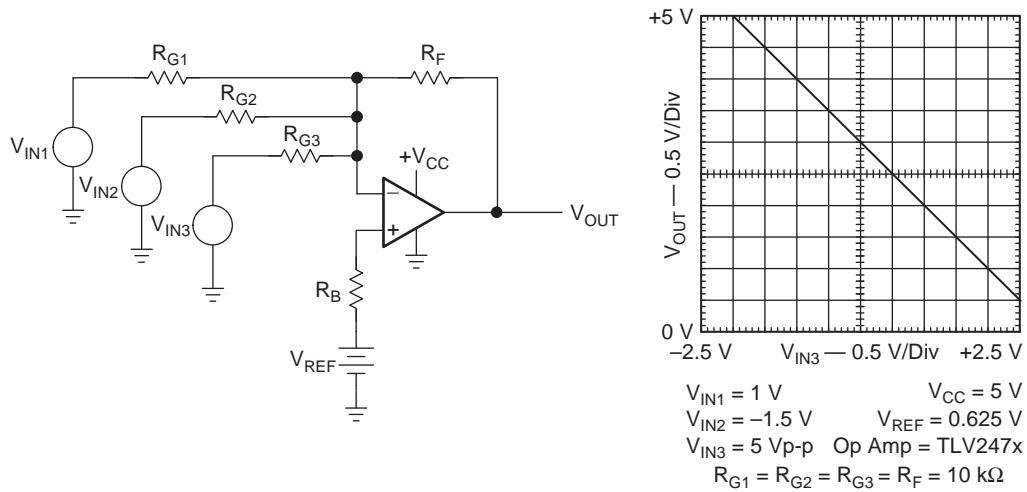 R_G1
R_F
R_G2
R_G3
V_IN1
V_IN2
V_IN3
+V_CC
−
+
V_OUT
R_B
V_REF
+5 V
V_OUT — 0.5 V/Div
0 V
–2.5 V V_IN3 — 0.5 V/Div +2.5 V
V_IN1 = 1 V V_CC = 5 V
V_IN2 = –1.5 V V_REF = 0.625 V
V_IN3 = 5 Vp-p Op Amp = TLV247x
R_G1 = R_G2 = R_G3 = R_F = 10 kΩ